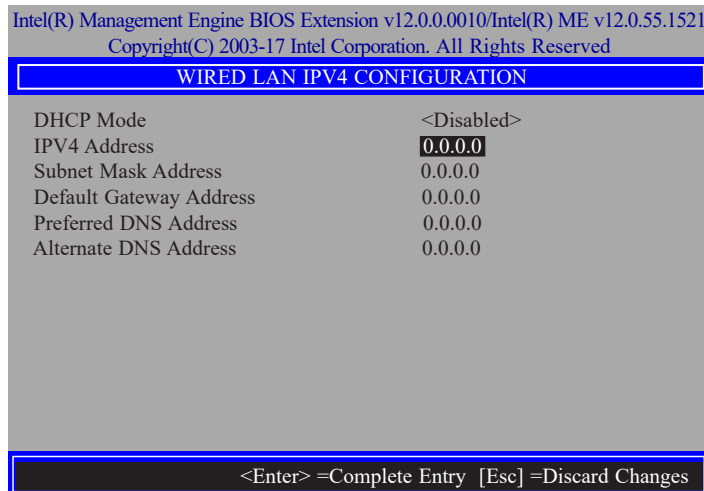 Intel(R) Management Engine BIOS Extension v12.0.0.0010/Intel(R) ME v12.0.55.1521
Copyright(C) 2003-17 Intel Corporation. All Rights Reserved
WIRED LAN IPV4 CONFIGURATION
DHCP Mode <Disabled>
IPV4 Address 0.0.0.0
Subnet Mask Address 0.0.0.0
Default Gateway Address 0.0.0.0
Preferred DNS Address 0.0.0.0
Alternate DNS Address 0.0.0.0
<Enter> =Complete Entry [Esc] =Discard Changes